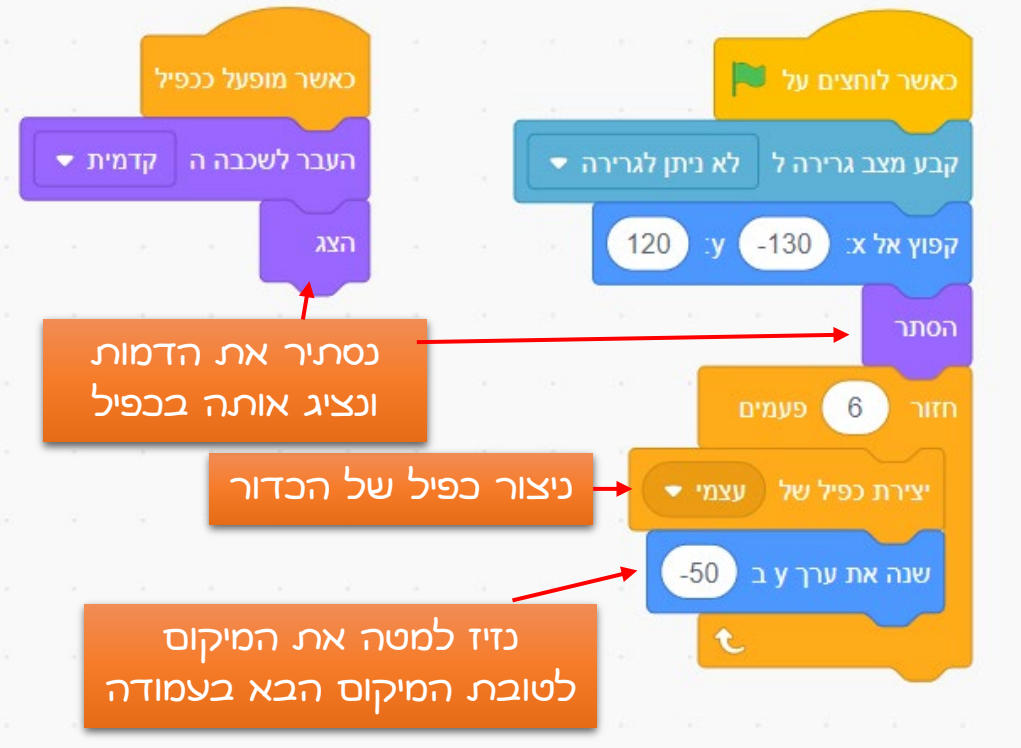 כאשר לוחצים על
קבע מצב גרירה ל לא ניתן לגרירה
קפוץ אל x: -130 y: 120
הסתר
חזור 6 פעמים
יצירת כפיל של עצמי
שנה את ערך y ב -50
כאשר מופעל ככפיל
העבר לשכבה ה קדמית
הצג
נסתיר את הדמות
ונציג אותה בכפיל
ניצור כפיל של הכדור
נזיז למטה את המיקום
לטובת המיקום הבא בעמודה